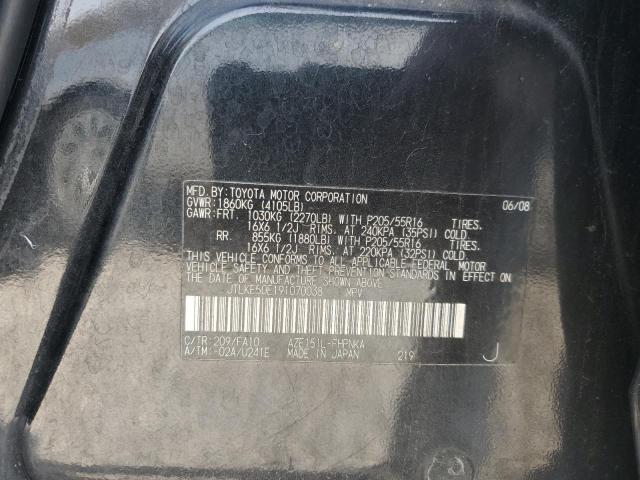 MFD. BY: TOYOTA MOTOR CORPORATION 06/08
GVWR: 1860KG (4105LB)
GAWR: FRT. 1030KG (2270LB) WITH P205/55R16 TIRES.
16X6 1/2J RIMS. AT 240KPA (35PSI) COLD.
RR. 855KG (1880LB) WITH P205/55R16 TIRES.
16X6 1/2J RIMS. AT 220KPA (32PSI) COLD.
THIS VEHICLE CONFORMS TO ALL APPLICABLE FEDERAL MOTOR
VEHICLE SAFETY AND THEFT PREVENTION STANDARDS IN EFFECT ON
THE DATE OF MANUFACTURE SHOWN ABOVE.
JTLKE50E191070038 MPV
C/TR: 209/FA10 AZE151L-FHPNKA
A/TM: -02A/U241E MADE IN JAPAN 219 J